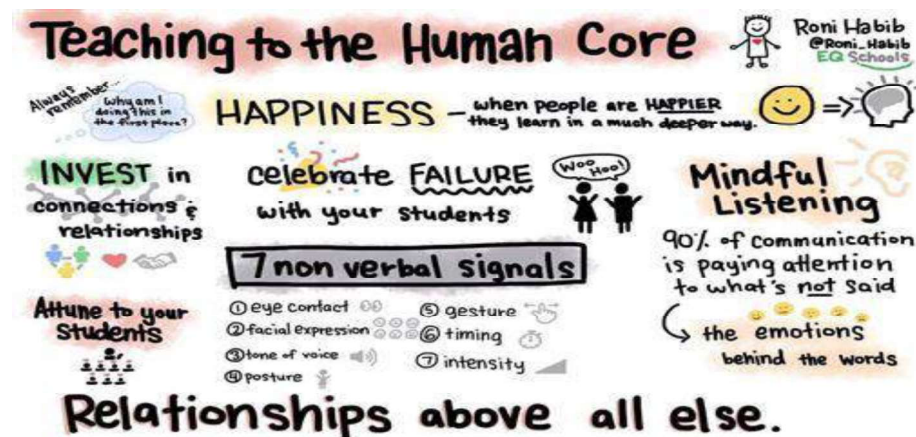 Teaching to the Human Core
Roni Habib
@Roni_Habib
EQ Schools
Always
remember...
why am I
doing this in
the first place?
HAPPINESS – when people are HAPPIER
they learn in a much deeper way.
INVEST in
connections &
relationships
celebrate FAILURE
with your students
Woo
Hoo!
Mindful
Listening
90% of communication
is paying attention
to what's not said
the emotions
behind the words
7 non verbal signals
① eye contact
② facial expression
③ tone of voice
④ posture
⑤ gesture
⑥ timing
⑦ intensity
Attune to your
Students
Relationships above all else.